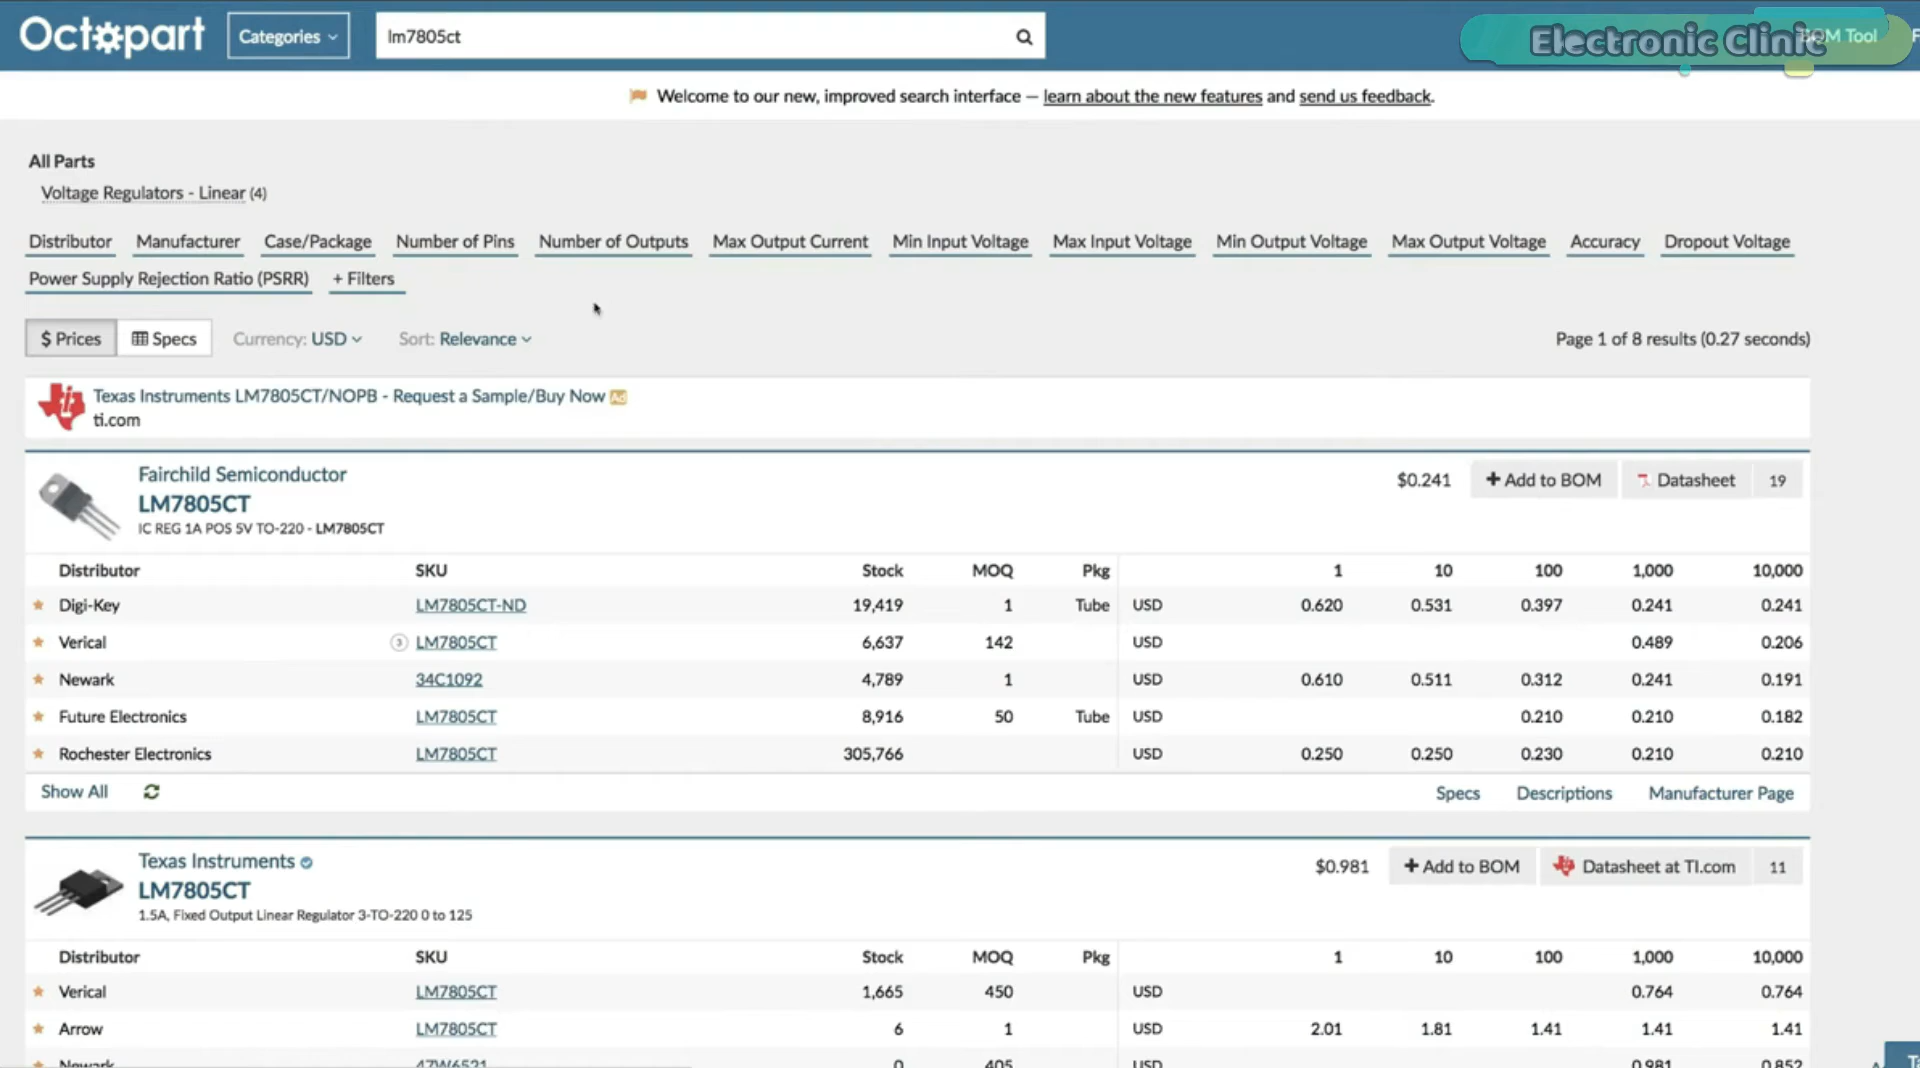 Octopart Categories lm7805ct Electronic Clinic BOM Tool F
Welcome to our new, improved search interface — learn about the new features and send us feedback.
All Parts
Voltage Regulators - Linear (4)
Distributor Manufacturer Case/Package Number of Pins Number of Outputs Max Output Current Min Input Voltage Max Input Voltage Min Output Voltage Max Output Voltage Accuracy Dropout Voltage
Power Supply Rejection Ratio (PSRR) + Filters
$ Prices Specs Currency: USD Sort: Relevance Page 1 of 8 results (0.27 seconds)
Texas Instruments LM7805CT/NOPB - Request a Sample/Buy Now Ad
ti.com
Fairchild Semiconductor
LM7805CT $0.241 + Add to BOM Datasheet 19
IC REG 1A POS 5V TO-220 - LM7805CT
Distributor SKU Stock MOQ Pkg 1 10 100 1,000 10,000
Digi-Key LM7805CT-ND 19,419 1 Tube USD 0.620 0.531 0.397 0.241 0.241
Verical 3 LM7805CT 6,637 142 USD 0.489 0.206
Newark 34C1092 4,789 1 USD 0.610 0.511 0.312 0.241 0.191
Future Electronics LM7805CT 8,916 50 Tube USD 0.210 0.210 0.182
Rochester Electronics LM7805CT 305,766 USD 0.250 0.250 0.230 0.210 0.210
Show All Specs Descriptions Manufacturer Page
Texas Instruments
LM7805CT $0.981 + Add to BOM Datasheet at TI.com 11
1.5A, Fixed Output Linear Regulator 3-TO-220 0 to 125
Distributor SKU Stock MOQ Pkg 1 10 100 1,000 10,000
Verical LM7805CT 1,665 450 USD 0.764 0.764
Arrow LM7805CT 6 1 USD 2.01 1.81 1.41 1.41 1.41
Newark 47W6521 0 405 USD 0.981 0.852